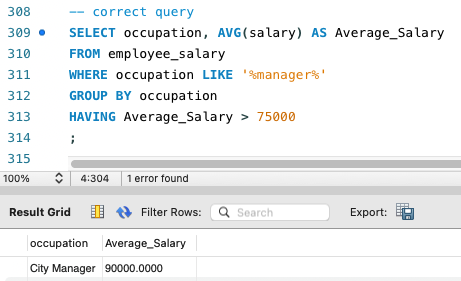 308 -- correct query
309 SELECT occupation, AVG(salary) AS Average_Salary
310 FROM employee_salary
311 WHERE occupation LIKE '%manager%'
312 GROUP BY occupation
313 HAVING Average_Salary > 75000
314 ;
315
100% 4:304 1 error found
Result Grid Filter Rows: Search Export:
occupation Average_Salary
City Manager 90000.0000